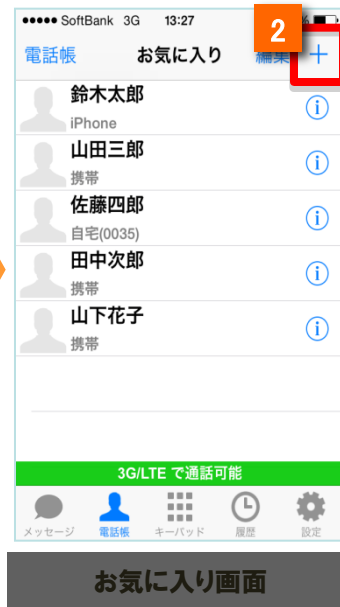 ●●●●● SoftBank 3G 13:27 %
2
電話帳 お気に入り 編集 +
鈴木太郎
iPhone
山田三郎
携帯
佐藤四郎
自宅(0035)
田中次郎
携帯
山下花子
携帯
3G/LTE で通話可能
メッセージ 電話帳 キーパッド 履歴 設定
お気に入り画面